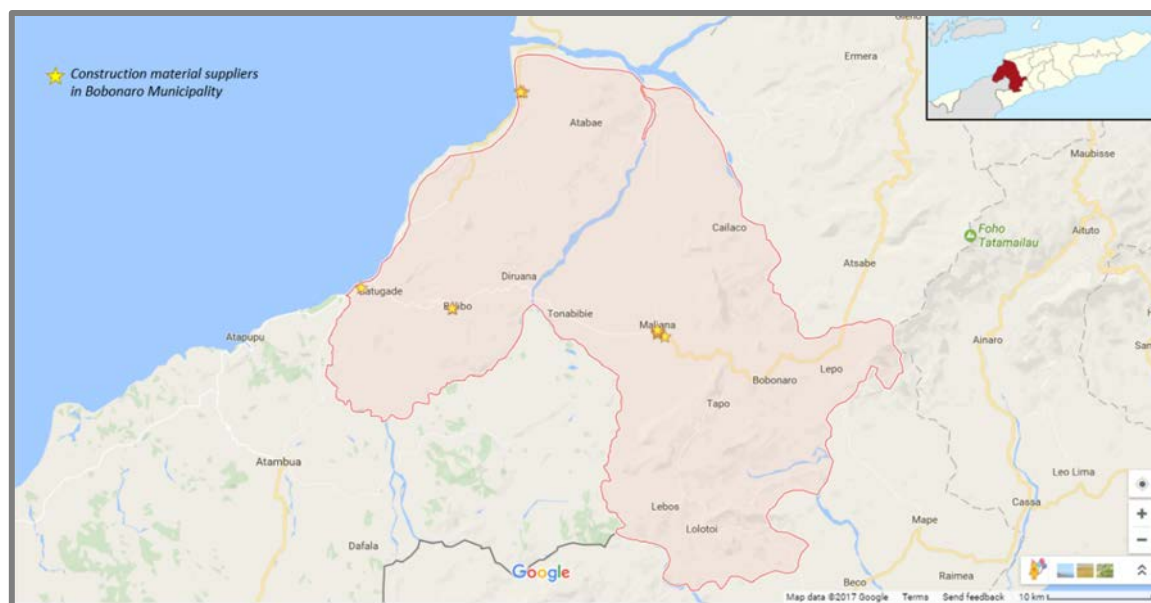 Construction material suppliers
in Bobonaro Municipality
Ermera
Atabae
Maubisse
Cailaco
Foho
Tatamailau
Aituto
Atsabe
Diruana
Batugade
Balibo
Tonabibie
Maliana
Atapupu
Ainaro
Bobonaro
Lepo
Tapo
Atambua
Leo Lima
Cassa
Lebos
Lolotoi
Mape
Dafala
Google
Beco
Raimea
Map data ©2017 Google Terms Send feedback 10 km